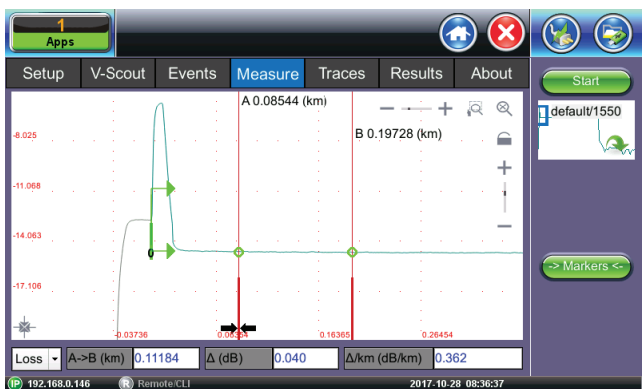 1
Apps
Setup V-Scout Events Measure Traces Results About
Start
A 0.08544 (km)
B 0.19728 (km)
default/1550
-8.025
-11.068
-14.063
-17.106
0
-0.03736 0.06364 0.16365 0.26454
-> Markers <-
Loss A->B (km) 0.11184 Δ (dB) 0.040 Δ/km (dB/km) 0.362
IP 192.168.0.146 R Remote/CLI 2017-10-28 08:36:37